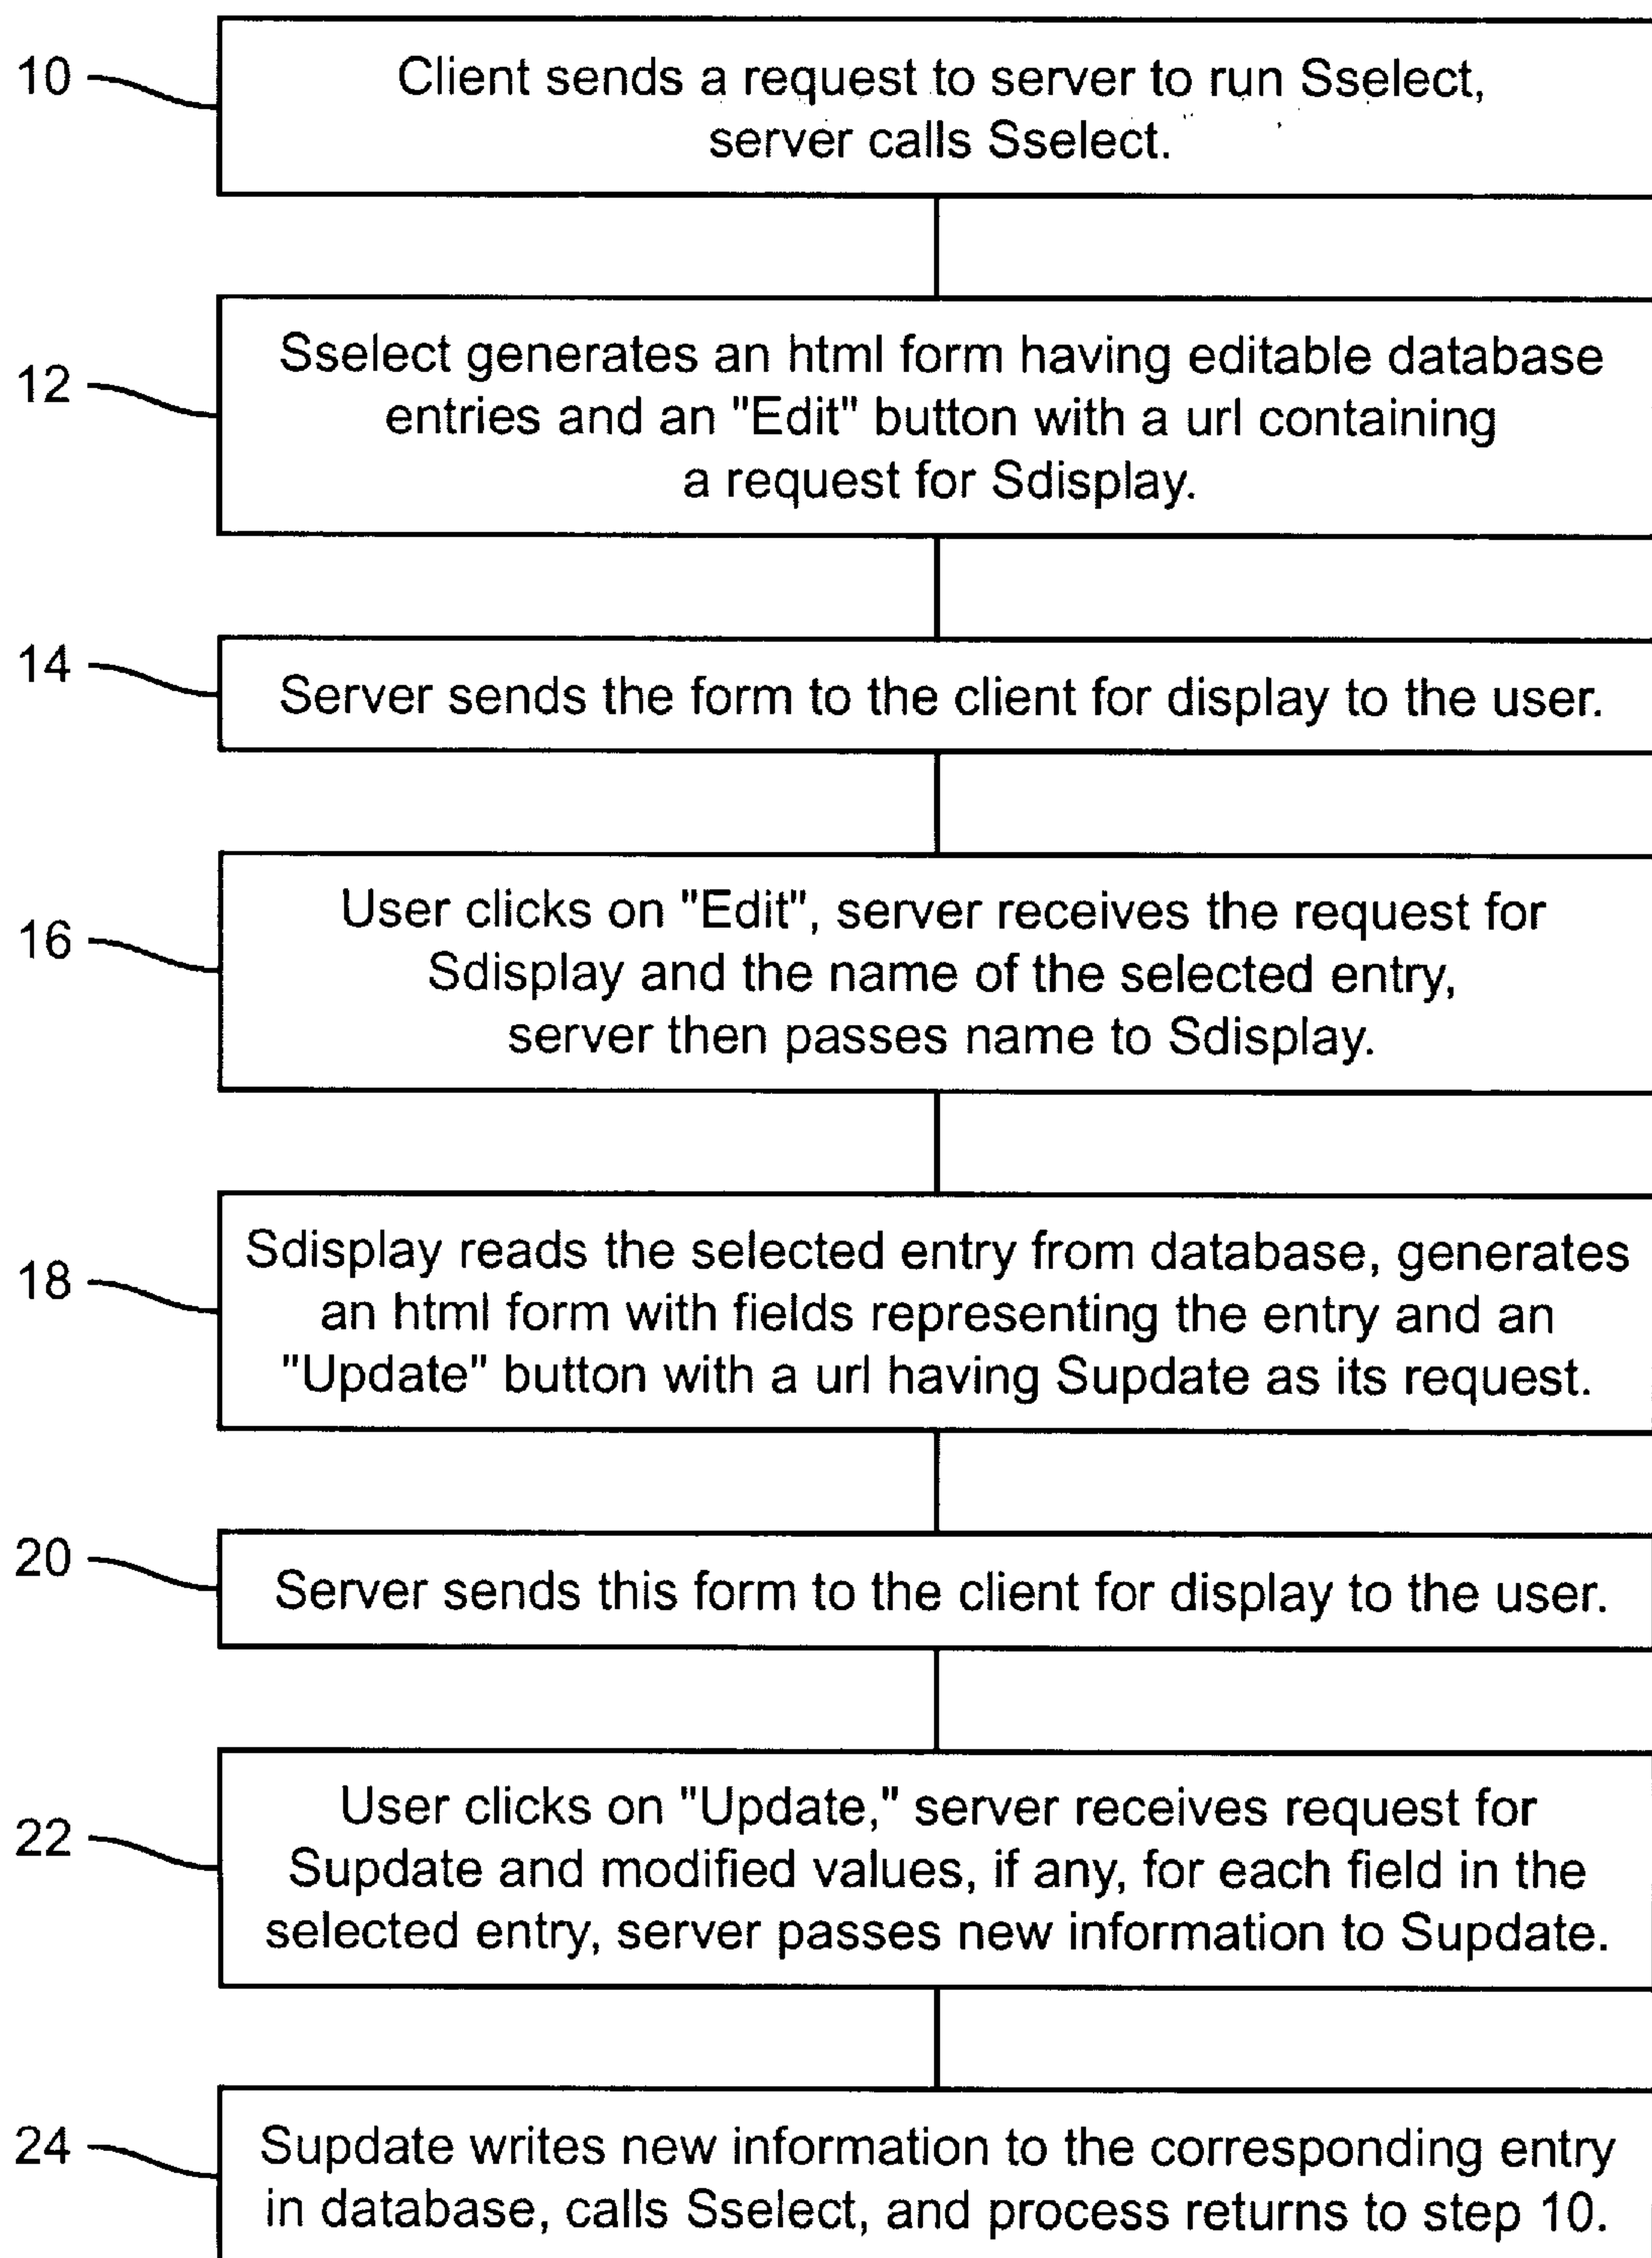 10
Client sends a request to server to run Sselect,
server calls Sselect.
12
Sselect generates an html form having editable database
entries and an "Edit" button with a url containing
a request for Sdisplay.
14
Server sends the form to the client for display to the user.
16
User clicks on "Edit", server receives the request for
Sdisplay and the name of the selected entry,
server then passes name to Sdisplay.
18
Sdisplay reads the selected entry from database, generates
an html form with fields representing the entry and an
"Update" button with a url having Supdate as its request.
20
Server sends this form to the client for display to the user.
22
User clicks on "Update," server receives request for
Supdate and modified values, if any, for each field in the
selected entry, server passes new information to Supdate.
24
Supdate writes new information to the corresponding entry
in database, calls Sselect, and process returns to step 10.